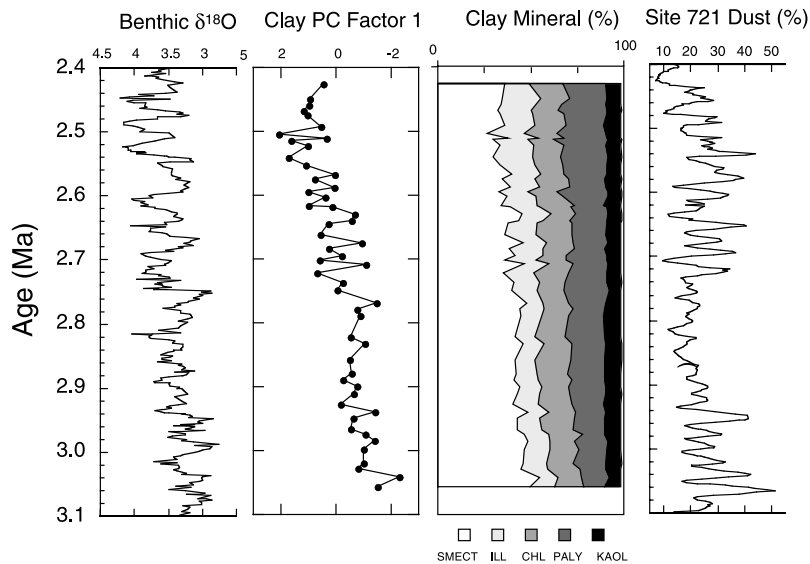 Benthic δ18O
Clay PC Factor 1
Clay Mineral (%)
Site 721 Dust (%)
4.5 4 3.5 3 5
2 0 -2
0 100
10 20 30 40 50
2.4
2.5
2.6
2.7
2.8
2.9
3.0
3.1
Age (Ma)
SMECT ILL CHL PALY KAOL